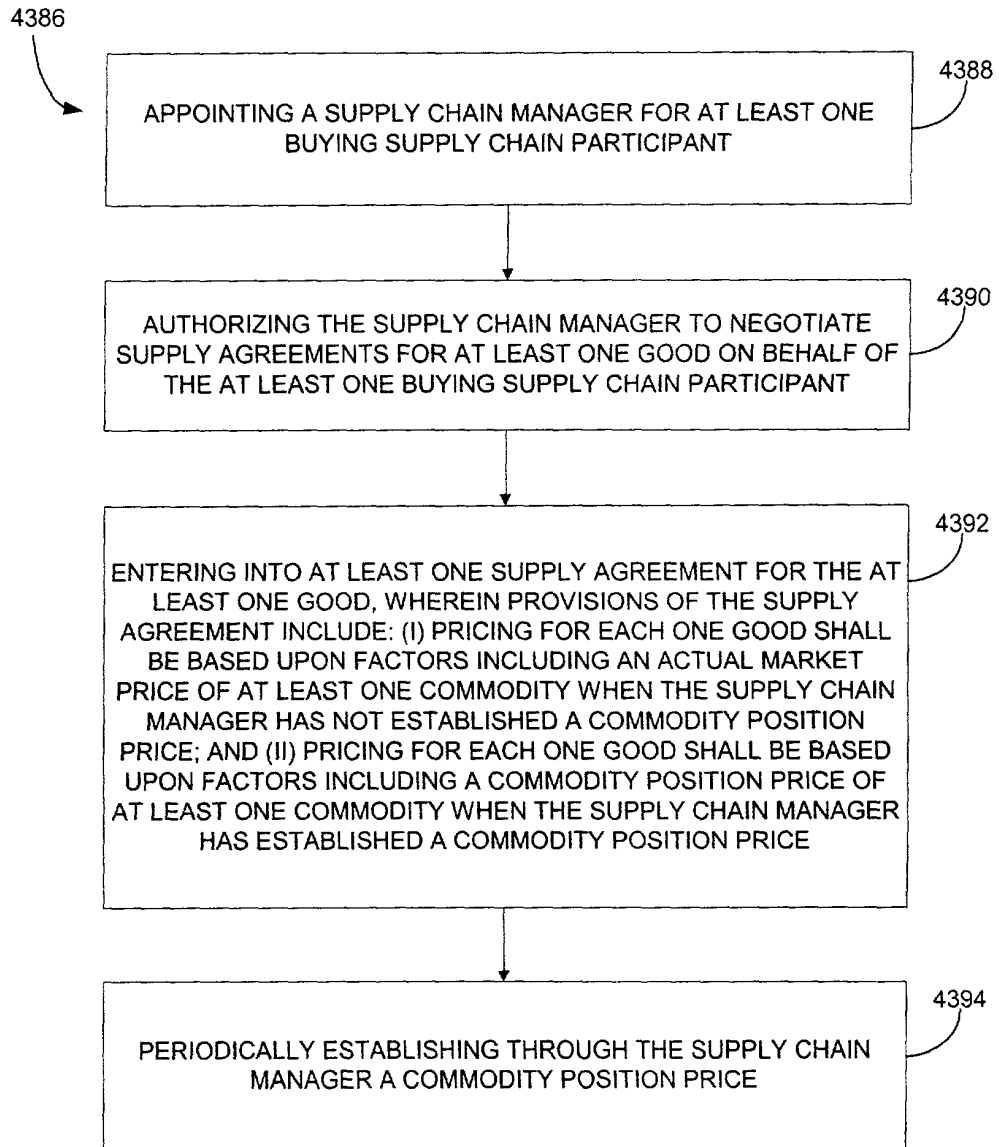 4386
4388
APPOINTING A SUPPLY CHAIN MANAGER FOR AT LEAST ONE
BUYING SUPPLY CHAIN PARTICIPANT
4390
AUTHORIZING THE SUPPLY CHAIN MANAGER TO NEGOTIATE
SUPPLY AGREEMENTS FOR AT LEAST ONE GOOD ON BEHALF OF
THE AT LEAST ONE BUYING SUPPLY CHAIN PARTICIPANT
4392
ENTERING INTO AT LEAST ONE SUPPLY AGREEMENT FOR THE AT
LEAST ONE GOOD, WHEREIN PROVISIONS OF THE SUPPLY
AGREEMENT INCLUDE: (I) PRICING FOR EACH ONE GOOD SHALL
BE BASED UPON FACTORS INCLUDING AN ACTUAL MARKET
PRICE OF AT LEAST ONE COMMODITY WHEN THE SUPPLY CHAIN
MANAGER HAS NOT ESTABLISHED A COMMODITY POSITION
PRICE; AND (II) PRICING FOR EACH ONE GOOD SHALL BE BASED
UPON FACTORS INCLUDING A COMMODITY POSITION PRICE OF
AT LEAST ONE COMMODITY WHEN THE SUPPLY CHAIN MANAGER
HAS ESTABLISHED A COMMODITY POSITION PRICE
4394
PERIODICALLY ESTABLISHING THROUGH THE SUPPLY CHAIN
MANAGER A COMMODITY POSITION PRICE